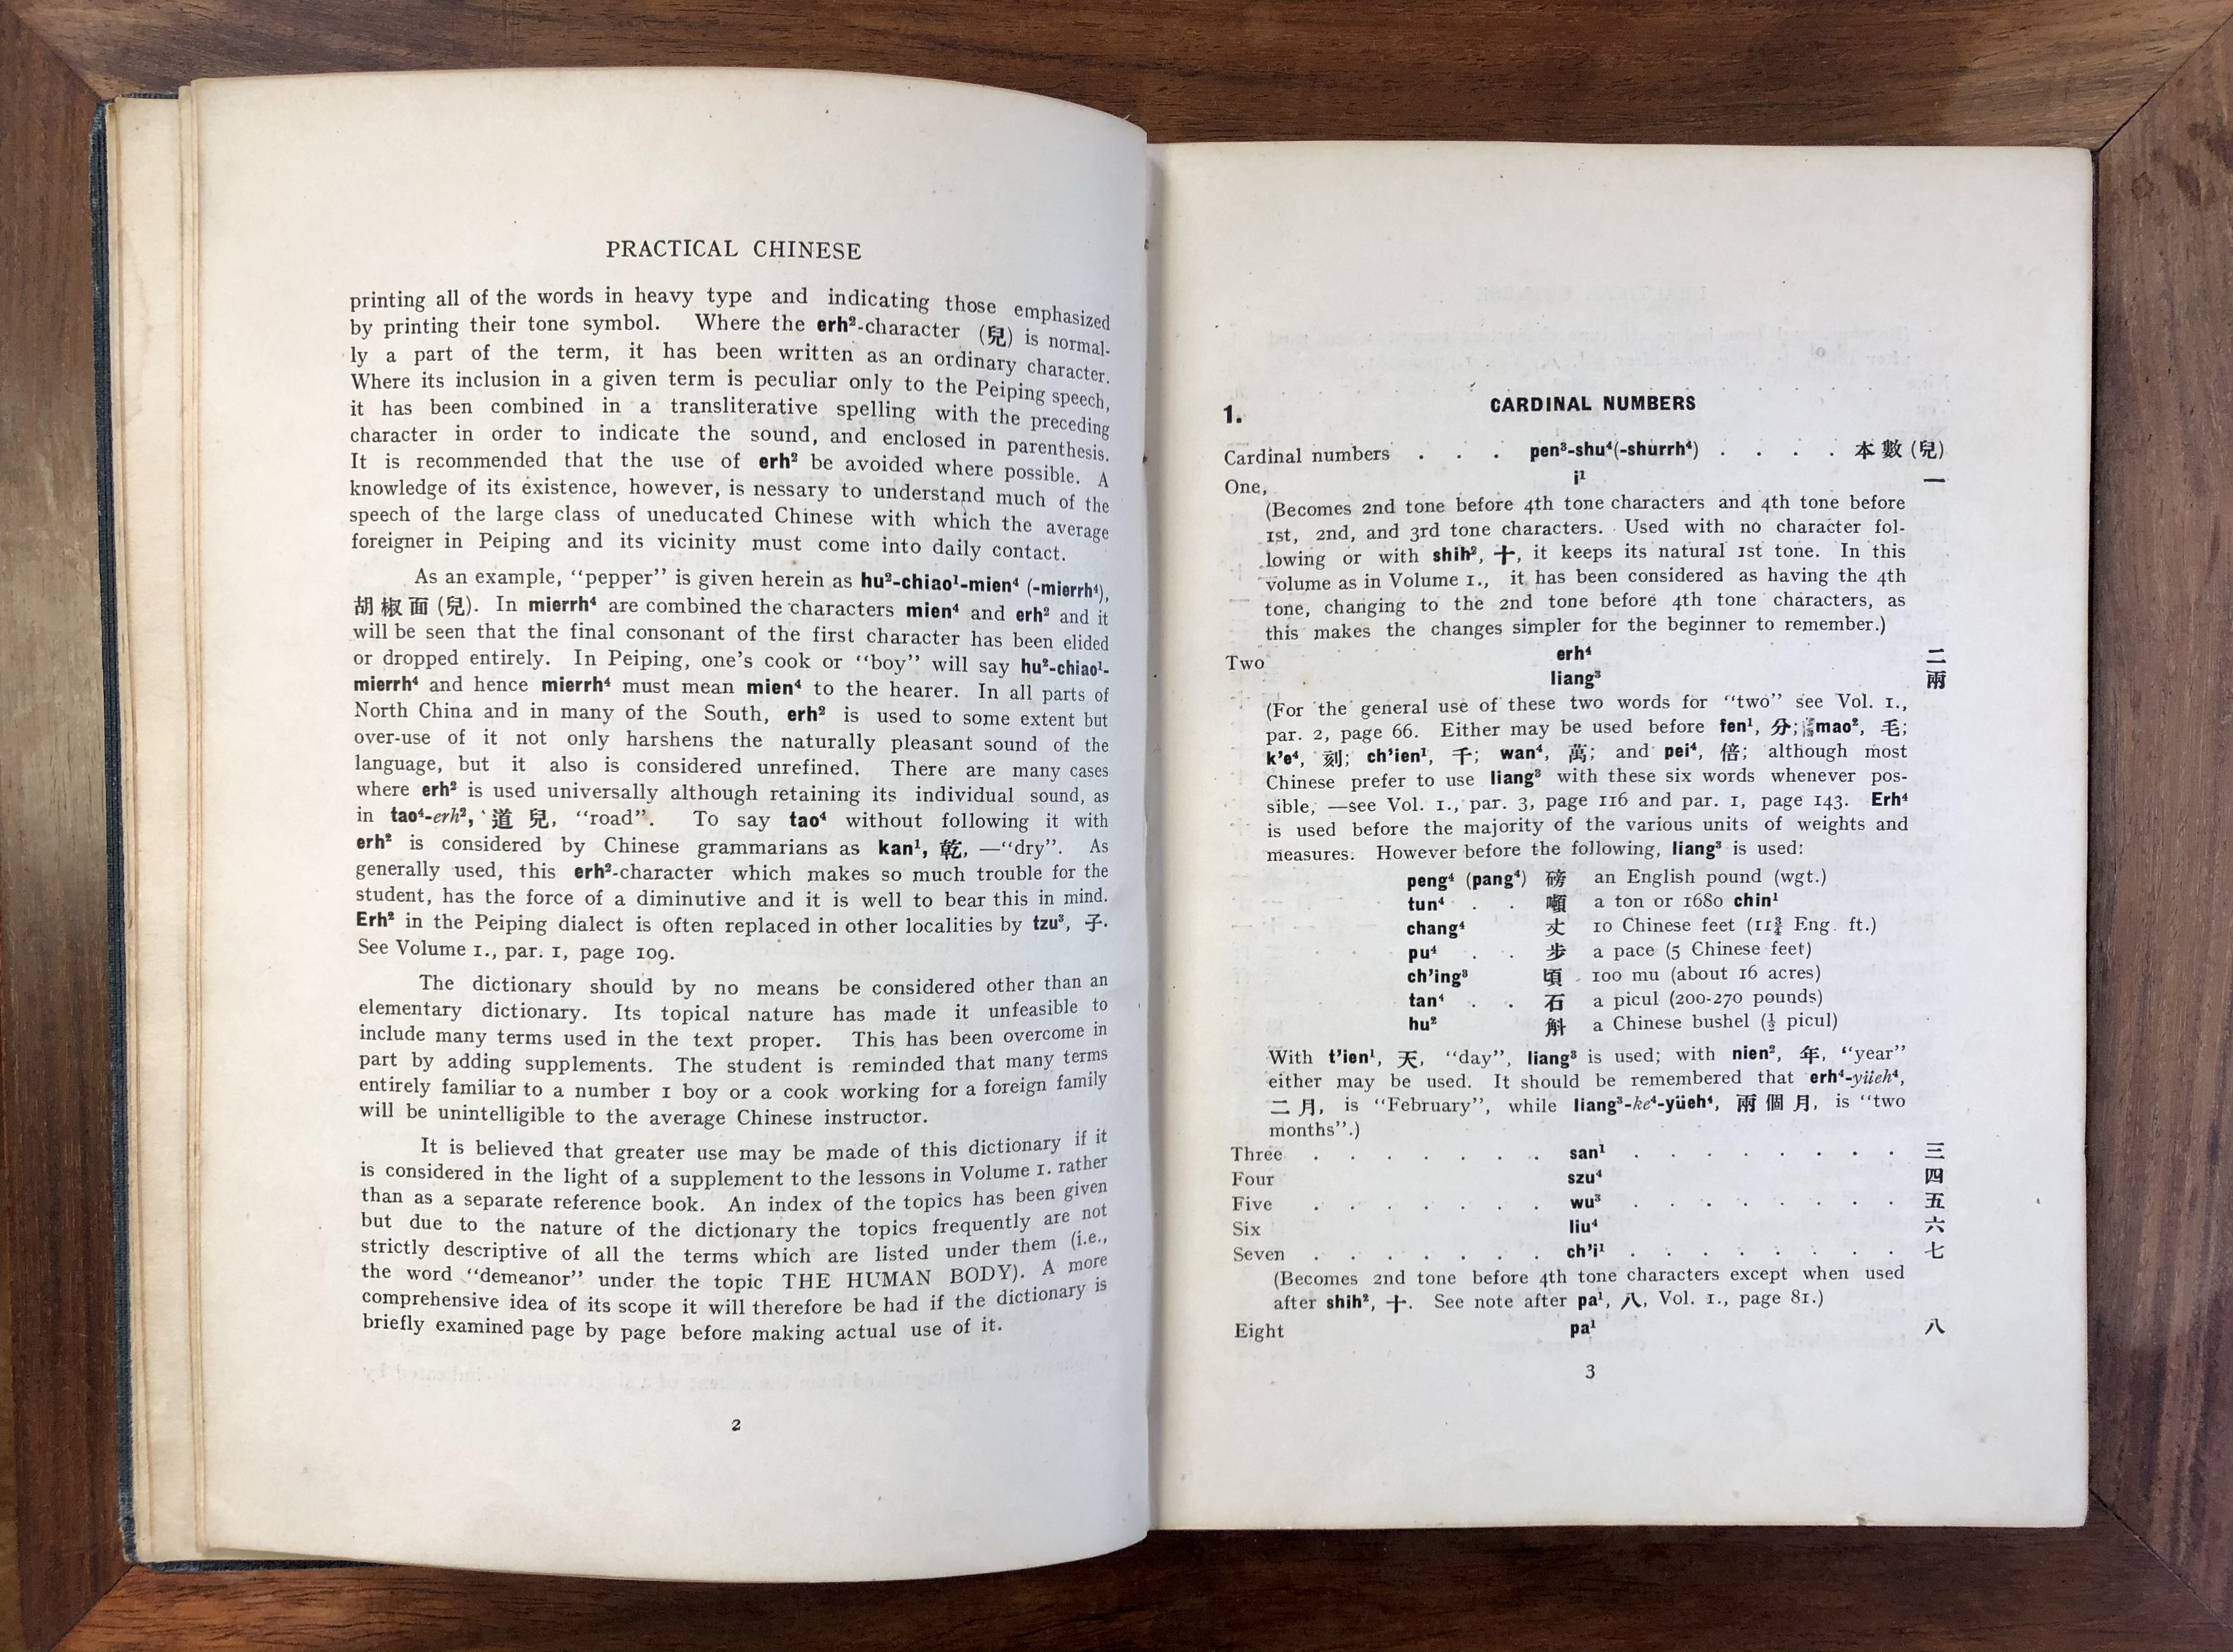 PRACTICAL CHINESE
printing all of the words in heavy type and indicating those emphasized
by printing their tone symbol. Where the erh²-character (兒) is normal-
ly a part of the term, it has been written as an ordinary character.
Where its inclusion in a given term is peculiar only to the Peiping speech,
it has been combined in a transliterative spelling with the preceding
character in order to indicate the sound, and enclosed in parenthesis.
It is recommended that the use of erh² be avoided where possible. A
knowledge of its existence, however, is nessary to understand much of the
speech of the large class of uneducated Chinese with which the average
foreigner in Peiping and its vicinity must come into daily contact.
As an example, “pepper” is given herein as hu²-chiao¹-mien⁴ (-mierrh⁴),
胡椒面(兒). In mierrh⁴ are combined the characters mien⁴ and erh² and it
will be seen that the final consonant of the first character has been elided
or dropped entirely. In Peiping, one’s cook or “boy” will say hu²-chiao¹-
mierrh⁴ and hence mierrh⁴ must mean mien⁴ to the hearer. In all parts of
North China and in many of the South, erh² is used to some extent but
over-use of it not only harshens the naturally pleasant sound of the
language, but it also is considered unrefined. There are many cases
where erh² is used universally although retaining its individual sound, as
in tao⁴-erh², 道兒, “road”. To say tao⁴ without following it with
erh² is considered by Chinese grammarians as kan¹, 乾, —“dry”. As
generally used, this erh²-character which makes so much trouble for the
student, has the force of a diminutive and it is well to bear this in mind.
Erh² in the Peiping dialect is often replaced in other localities by tzu³, 子.
See Volume 1., par. 1, page 109.
The dictionary should by no means be considered other than an
elementary dictionary. Its topical nature has made it unfeasible to
include many terms used in the text proper. This has been overcome in
part by adding supplements. The student is reminded that many terms
entirely familiar to a number 1 boy or a cook working for a foreign family
will be unintelligible to the average Chinese instructor.
It is believed that greater use may be made of this dictionary if it
is considered in the light of a supplement to the lessons in Volume 1. rather
than as a separate reference book. An index of the topics has been given
but due to the nature of the dictionary the topics frequently are not
strictly descriptive of all the terms which are listed under them (i.e.,
the word “demeanor” under the topic THE HUMAN BODY). A more
comprehensive idea of its scope it will therefore be had if the dictionary is
briefly examined page by page before making actual use of it.
2
1. CARDINAL NUMBERS
Cardinal numbers . . . pen³-shu⁴(-shurrh⁴) . . . . 本數(兒)
One, i¹ 一
(Becomes 2nd tone before 4th tone characters and 4th tone before
1st, 2nd, and 3rd tone characters. Used with no character fol-
lowing or with shih², 十, it keeps its natural 1st tone. In this
volume as in Volume 1., it has been considered as having the 4th
tone, changing to the 2nd tone before 4th tone characters, as
this makes the changes simpler for the beginner to remember.)
Two erh⁴ 二
liang³ 兩
(For the general use of these two words for “two” see Vol. 1.,
par. 2, page 66. Either may be used before fen¹, 分; mao², 毛;
k’e⁴, 刻; ch’ien¹, 千; wan⁴, 萬; and pei⁴, 倍; although most
Chinese prefer to use liang³ with these six words whenever pos-
sible, —see Vol. 1., par. 3, page 116 and par. 1, page 143. Erh⁴
is used before the majority of the various units of weights and
measures. However before the following, liang³ is used:
peng⁴ (pang⁴) 磅 an English pound (wgt.)
tun⁴ . . 噸 a ton or 1680 chin¹
chang⁴ 丈 10 Chinese feet (11¾ Eng. ft.)
pu⁴ . . 步 a pace (5 Chinese feet)
ch’ing³ 頃 100 mu (about 16 acres)
tan⁴ . . 石 a picul (200-270 pounds)
hu² 斛 a Chinese bushel (½ picul)
With t’ien¹, 天, “day”, liang³ is used; with nien², 年, “year”
either may be used. It should be remembered that erh⁴-yüeh⁴,
二月, is “February”, while liang³-ke⁴-yüeh⁴, 兩個月, is “two
months”.)
Three . . . . . . . san¹ . . . . . . . . 三
Four szu⁴ 四
Five . . . . . . . wu³ . . . . . . . . 五
Six liu⁴ 六
Seven . . . . . . . ch’i¹ . . . . . . . . 七
(Becomes 2nd tone before 4th tone characters except when used
after shih², 十. See note after pa¹, 八, Vol. 1., page 81.)
Eight pa¹ 八
3